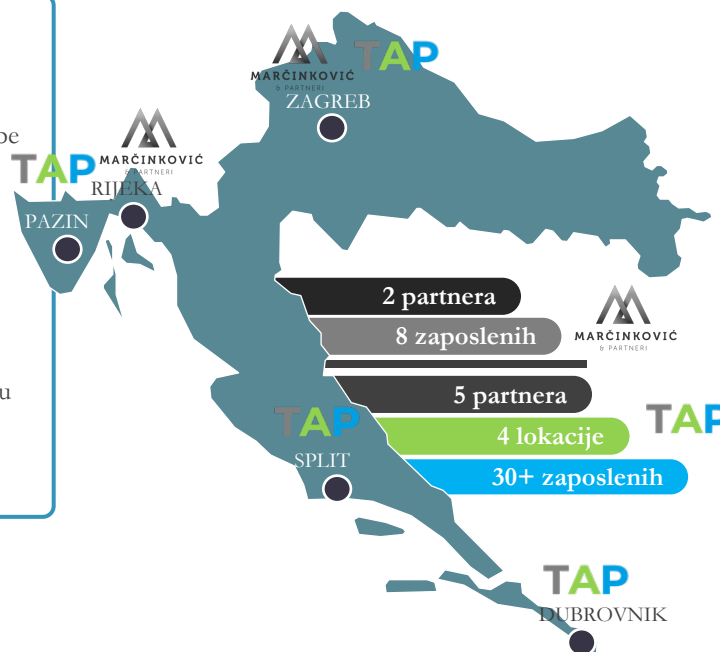 MARČINKOVIĆ
& PARTNERI
TAP
ZAGREB
MARČINKOVIĆ
& PARTNERI
TAP
RIJEKA
PAZIN
2 partnera
8 zaposlenih
MARČINKOVIĆ
& PARTNERI
5 partnera
4 lokacije
30+ zaposlenih
TAP
TAP
SPLIT
TAP
DUBROVNIK